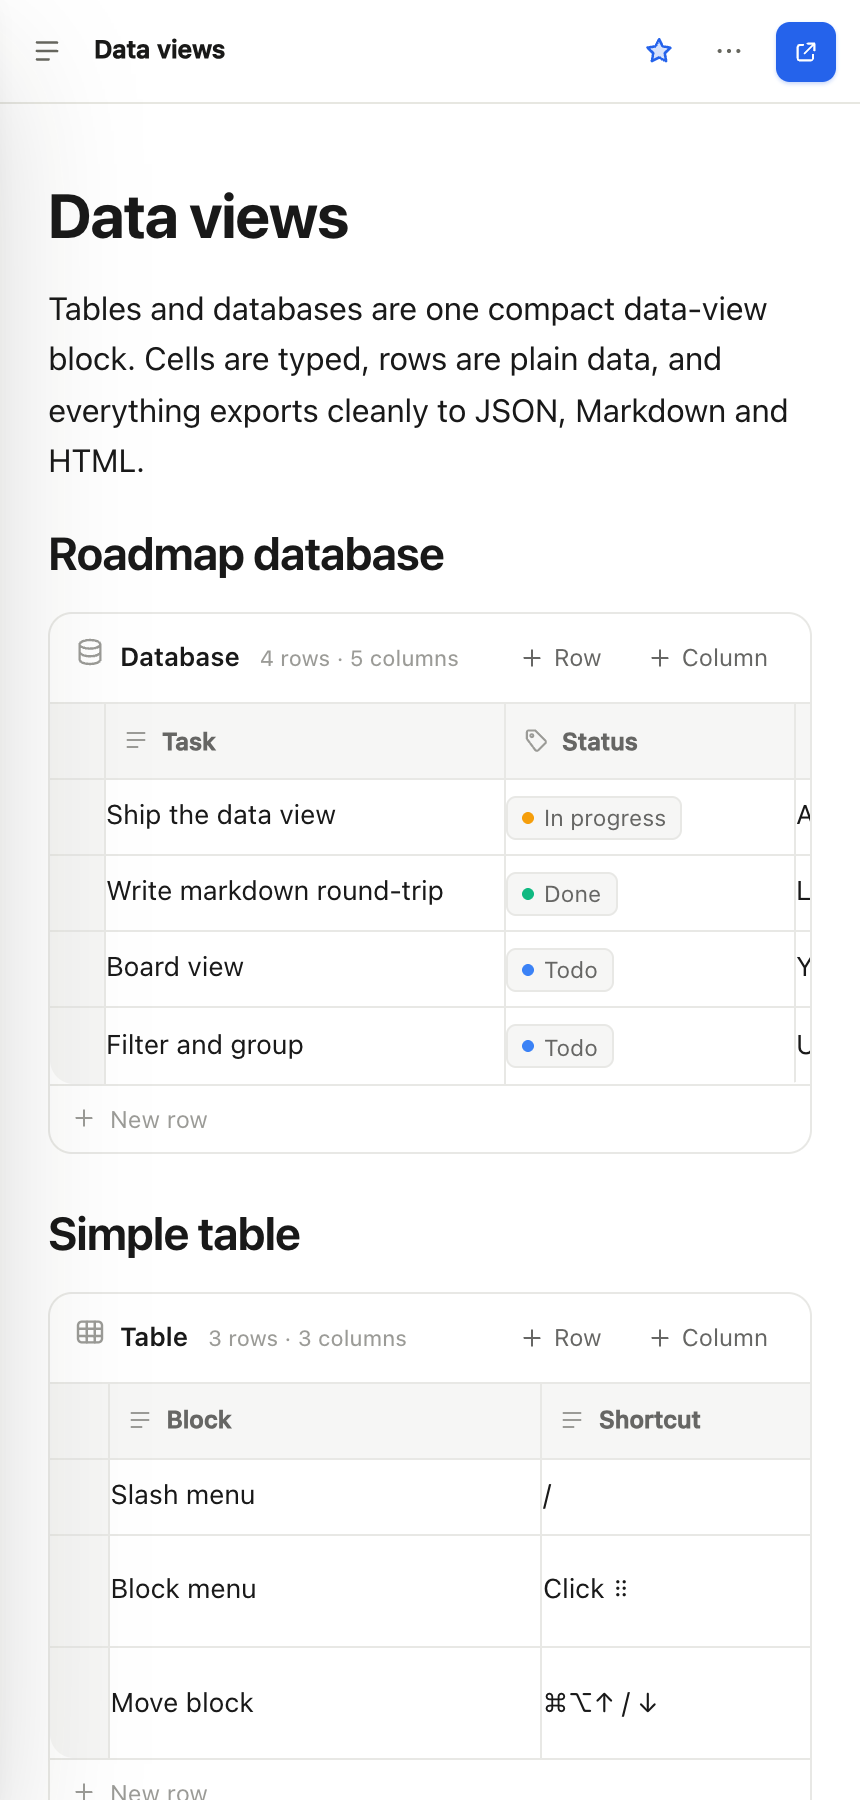 Data views
Data views
Tables and databases are one compact data-view
block. Cells are typed, rows are plain data, and
everything exports cleanly to JSON, Markdown and
HTML.
Roadmap database
Database 4 rows · 5 columns + Row + Column
Task Status
Ship the data view In progress A
Write markdown round-trip Done L
Board view Todo Y
Filter and group Todo U
+ New row
Simple table
Table 3 rows · 3 columns + Row + Column
Block Shortcut
Slash menu /
Block menu Click ⠿
Move block ⌘⌥↑ / ↓
+ New row